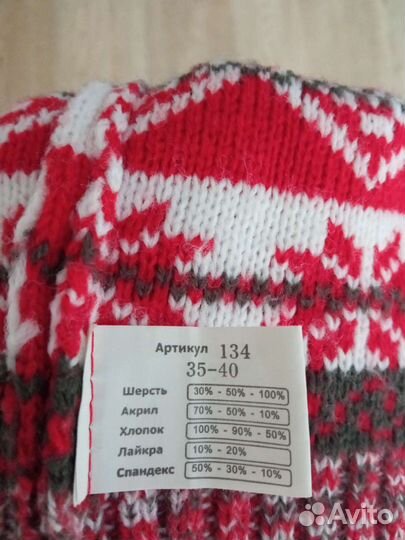 Артикул 134
35-40
Шерсть 30% - 50% - 100%
Акрил 70% - 50% - 10%
Хлопок 100% - 90% - 50%
Лайкра 10% - 20%
Спандекс 50% - 30% - 10%
Avito